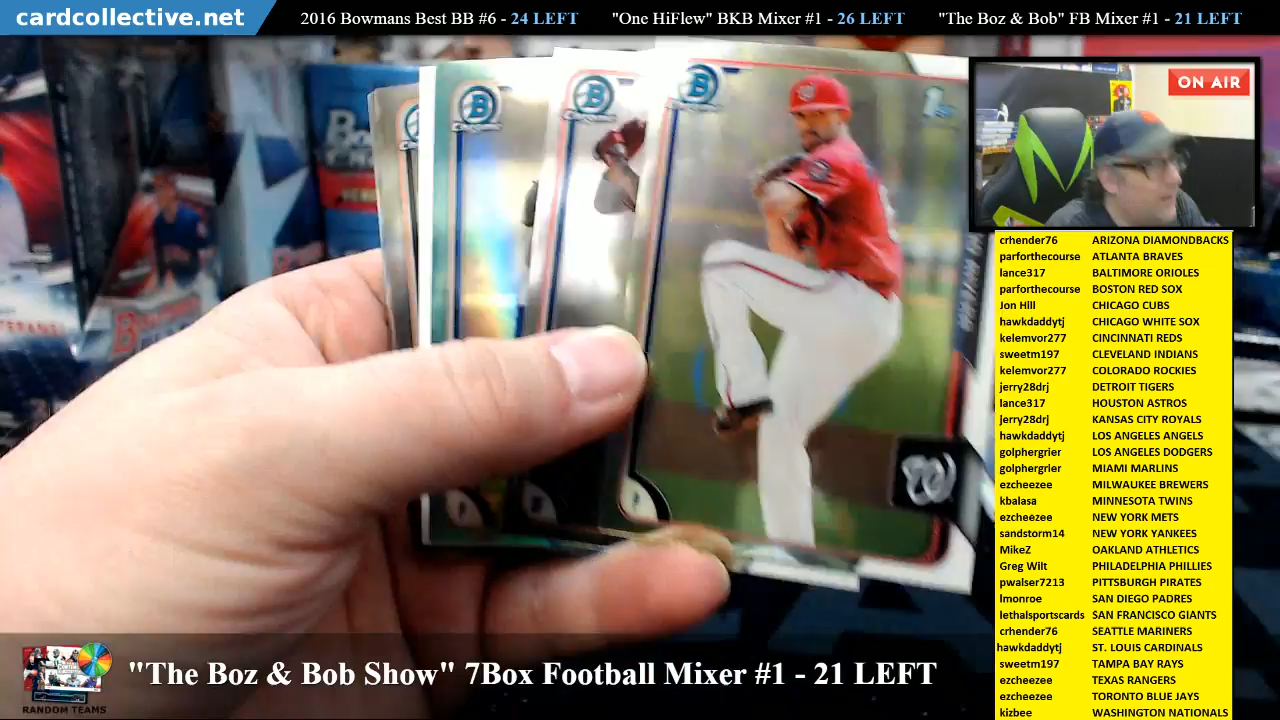 cardcollective.net
2016 Bowmans Best BB #6 - 24 LEFT "One HiFlew" BKB Mixer #1 - 26 LEFT "The Boz & Bob" FB Mixer #1 - 21 LEFT
ON AIR
B
B
B
1st
crhender76 ARIZONA DIAMONDBACKS
parforthecourse ATLANTA BRAVES
lance317 BALTIMORE ORIOLES
parforthecourse BOSTON RED SOX
Jon Hill CHICAGO CUBS
hawkdaddytj CHICAGO WHITE SOX
kelemvor277 CINCINNATI REDS
sweetm197 CLEVELAND INDIANS
kelemvor277 COLORADO ROCKIES
jerry28drj DETROIT TIGERS
lance317 HOUSTON ASTROS
jerry28drj KANSAS CITY ROYALS
hawkdaddytj LOS ANGELES ANGELS
golphergrier LOS ANGELES DODGERS
golphergrier MIAMI MARLINS
ezcheezee MILWAUKEE BREWERS
kbalasa MINNESOTA TWINS
ezcheezee NEW YORK METS
sandstorm14 NEW YORK YANKEES
MikeZ OAKLAND ATHLETICS
Greg Wilt PHILADELPHIA PHILLIES
pwalser7213 PITTSBURGH PIRATES
lmonroe SAN DIEGO PADRES
lethalsportscards SAN FRANCISCO GIANTS
crhender76 SEATTLE MARINERS
hawkdaddytj ST. LOUIS CARDINALS
sweetm197 TAMPA BAY RAYS
ezcheezee TEXAS RANGERS
ezcheezee TORONTO BLUE JAYS
kizbee WASHINGTON NATIONALS
RANDOM TEAMS
"The Boz & Bob Show" 7Box Football Mixer #1 - 21 LEFT